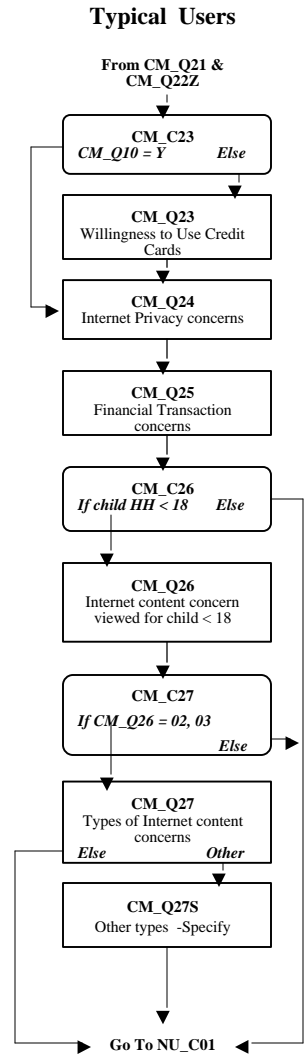 Typical Users
From CM_Q21 &
CM_Q22Z
CM_C23
CM_Q10 = Y Else
CM_Q23
Willingness to Use Credit
Cards
CM_Q24
Internet Privacy concerns
CM_Q25
Financial Transaction
concerns
CM_C26
If child HH < 18 Else
CM_Q26
Internet content concern
viewed for child < 18
CM_C27
If CM_Q26 = 02, 03
Else
CM_Q27
Types of Internet content
concerns
Else Other
CM_Q27S
Other types -Specify
Go To NU_C01